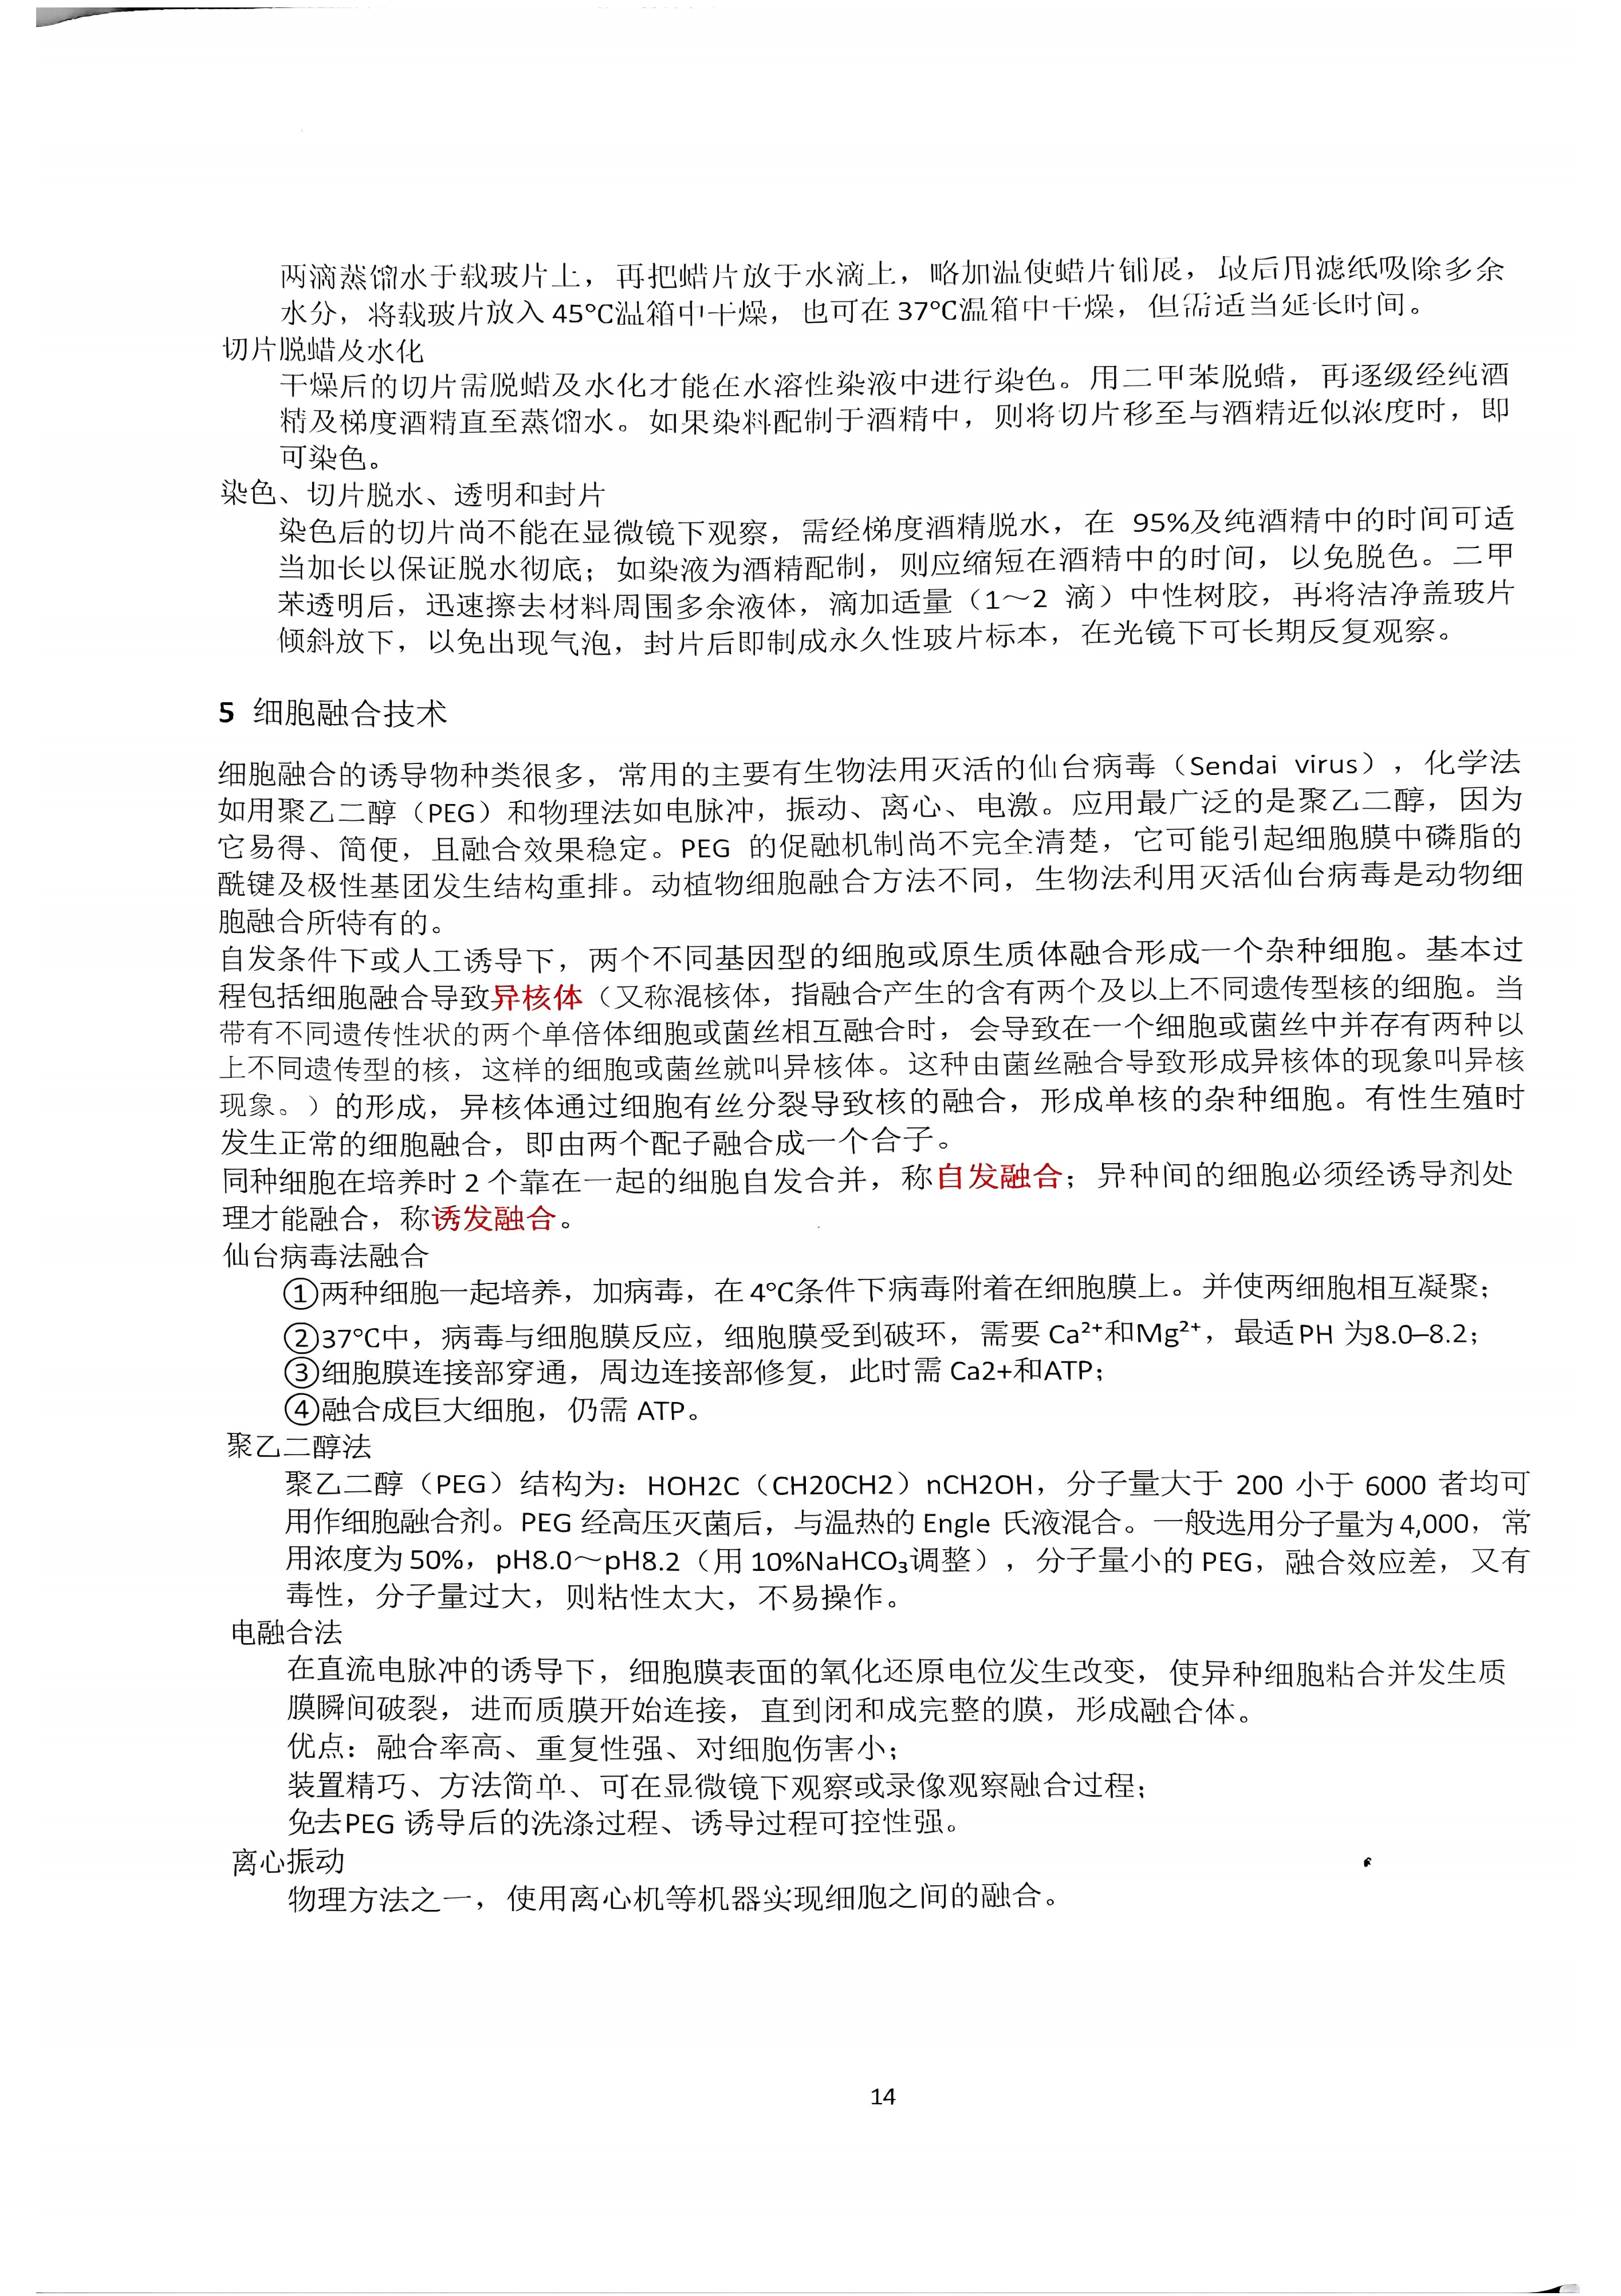 两滴蒸馏水于载玻片上，再把蜡片放于水滴上，略加温使蜡片铺展，最后用滤纸吸除多余
水分，将载玻片放入 45℃温箱中干燥，也可在 37℃温箱中干燥，但需适当延长时间。
切片脱蜡及水化
干燥后的切片需脱蜡及水化才能在水溶性染液中进行染色。用二甲苯脱蜡，再逐级经纯酒
精及梯度酒精直至蒸馏水。如果染料配制于酒精中，则将切片移至与酒精近似浓度时，即
可染色。
染色、切片脱水、透明和封片
染色后的切片尚不能在显微镜下观察，需经梯度酒精脱水，在 95%及纯酒精中的时间可适
当加长以保证脱水彻底；如染液为酒精配制，则应缩短在酒精中的时间，以免脱色。二甲
苯透明后，迅速擦去材料周围多余液体，滴加适量（1～2 滴）中性树胶，再将洁净盖玻片
倾斜放下，以免出现气泡，封片后即制成永久性玻片标本，在光镜下可长期反复观察。
5 细胞融合技术
细胞融合的诱导物种类很多，常用的主要有生物法用灭活的仙台病毒（Sendai virus），化学法
如用聚乙二醇（PEG）和物理法如电脉冲，振动、离心、电激。应用最广泛的是聚乙二醇，因为
它易得、简便，且融合效果稳定。PEG 的促融机制尚不完全清楚，它可能引起细胞膜中磷脂的
酰键及极性基团发生结构重排。动植物细胞融合方法不同，生物法利用灭活仙台病毒是动物细
胞融合所特有的。
自发条件下或人工诱导下，两个不同基因型的细胞或原生质体融合形成一个杂种细胞。基本过
程包括细胞融合导致异核体（又称混核体，指融合产生的含有两个及以上不同遗传型核的细胞。当
带有不同遗传性状的两个单倍体细胞或菌丝相互融合时，会导致在一个细胞或菌丝中并存有两种以
上不同遗传型的核，这样的细胞或菌丝就叫异核体。这种由菌丝融合导致形成异核体的现象叫异核
现象。）的形成，异核体通过细胞有丝分裂导致核的融合，形成单核的杂种细胞。有性生殖时
发生正常的细胞融合，即由两个配子融合成一个合子。
同种细胞在培养时 2 个靠在一起的细胞自发合并，称自发融合；异种间的细胞必须经诱导剂处
理才能融合，称诱发融合。
仙台病毒法融合
①两种细胞一起培养，加病毒，在 4℃条件下病毒附着在细胞膜上。并使两细胞相互凝聚；
②37℃中，病毒与细胞膜反应，细胞膜受到破坏，需要 Ca²⁺和Mg²⁺，最适PH 为8.0–8.2；
③细胞膜连接部穿通，周边连接部修复，此时需 Ca2+和ATP；
④融合成巨大细胞，仍需 ATP。
聚乙二醇法
聚乙二醇（PEG）结构为：HOH2C（CH20CH2）nCH2OH，分子量大于 200 小于 6000 者均可
用作细胞融合剂。PEG 经高压灭菌后，与温热的 Engle 氏液混合。一般选用分子量为 4,000，常
用浓度为 50%，pH8.0～pH8.2（用 10%NaHCO₃调整），分子量小的 PEG，融合效应差，又有
毒性，分子量过大，则粘性太大，不易操作。
电融合法
在直流电脉冲的诱导下，细胞膜表面的氧化还原电位发生改变，使异种细胞粘合并发生质
膜瞬间破裂，进而质膜开始连接，直到闭和成完整的膜，形成融合体。
优点：融合率高、重复性强、对细胞伤害小；
装置精巧、方法简单、可在显微镜下观察或录像观察融合过程；
免去PEG 诱导后的洗涤过程、诱导过程可控性强。
离心振动
物理方法之一，使用离心机等机器实现细胞之间的融合。
14